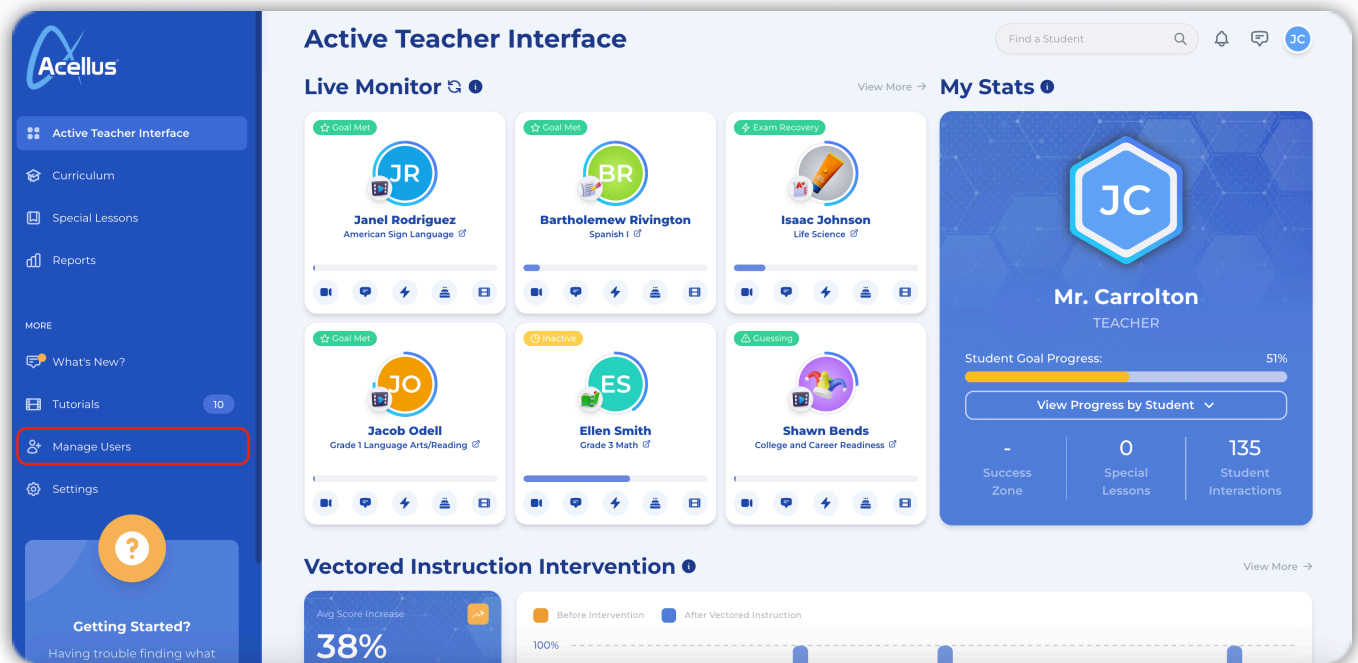 Acellus
Active Teacher Interface
Curriculum
Special Lessons
Reports
MORE
What's New?
Tutorials
10
Manage Users
Settings
?
Getting Started?
Having trouble finding what
Active Teacher Interface
Find a Student
JC
Live Monitor
View More →
Goal Met
JR
Janel Rodriguez
American Sign Language
Goal Met
BR
Bartholemew Rivington
Spanish I
Exam Recovery
Isaac Johnson
Life Science
Goal Met
JO
Jacob Odell
Grade 1 Language Arts/Reading
Inactive
ES
Ellen Smith
Grade 3 Math
Guessing
Shawn Bends
College and Career Readiness
My Stats
JC
Mr. Carrolton
TEACHER
Student Goal Progress: 51%
View Progress by Student
-
Success
Zone
0
Special
Lessons
135
Student
Interactions
Vectored Instruction Intervention
View More →
Avg Score Increase
38%
Before Intervention
After Vectored Instruction
100%